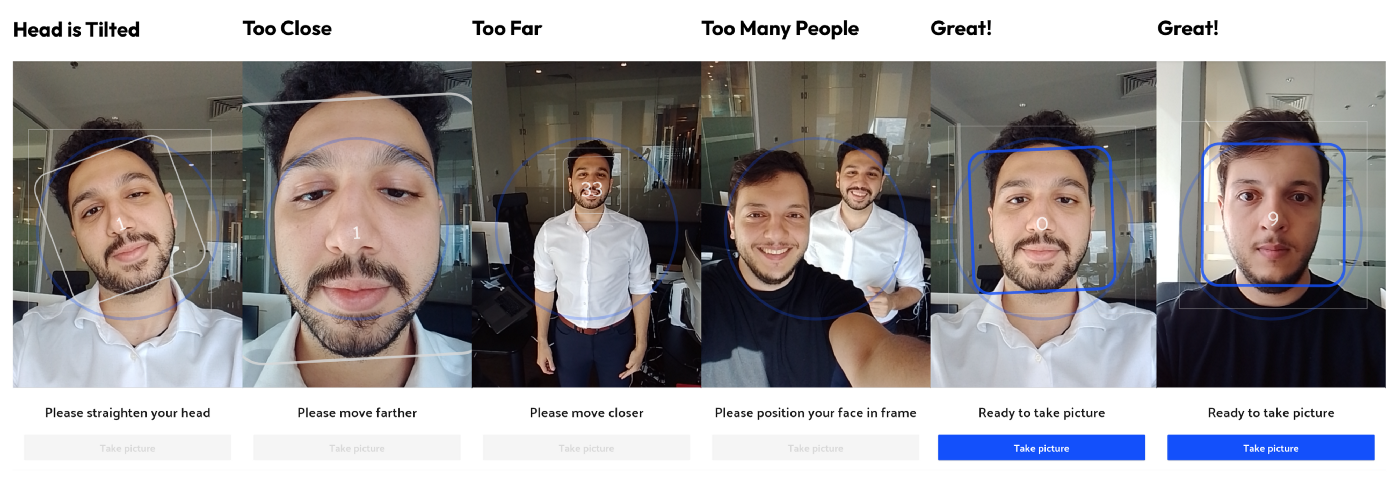 Head is Tilted
Too Close
Too Far
Too Many People
Great!
Great!
1
1
33
0
9
Please straighten your head
Please move farther
Please move closer
Please position your face in frame
Ready to take picture
Ready to take picture
Take picture
Take picture
Take picture
Take picture
Take picture
Take picture